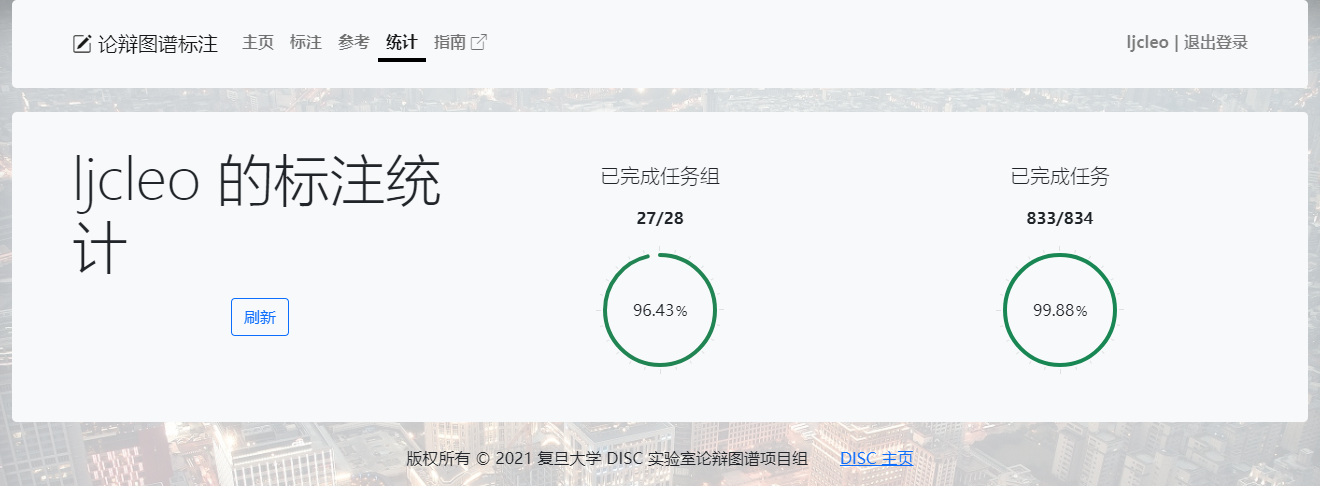 论辩图谱标注 主页 标注 参考 统计 指南 ljcleo | 退出登录
ljcleo 的标注统
计
刷新
已完成任务组
27/28
96.43%
已完成任务
833/834
99.88%
版权所有 © 2021 复旦大学 DISC 实验室论辩图谱项目组 DISC 主页